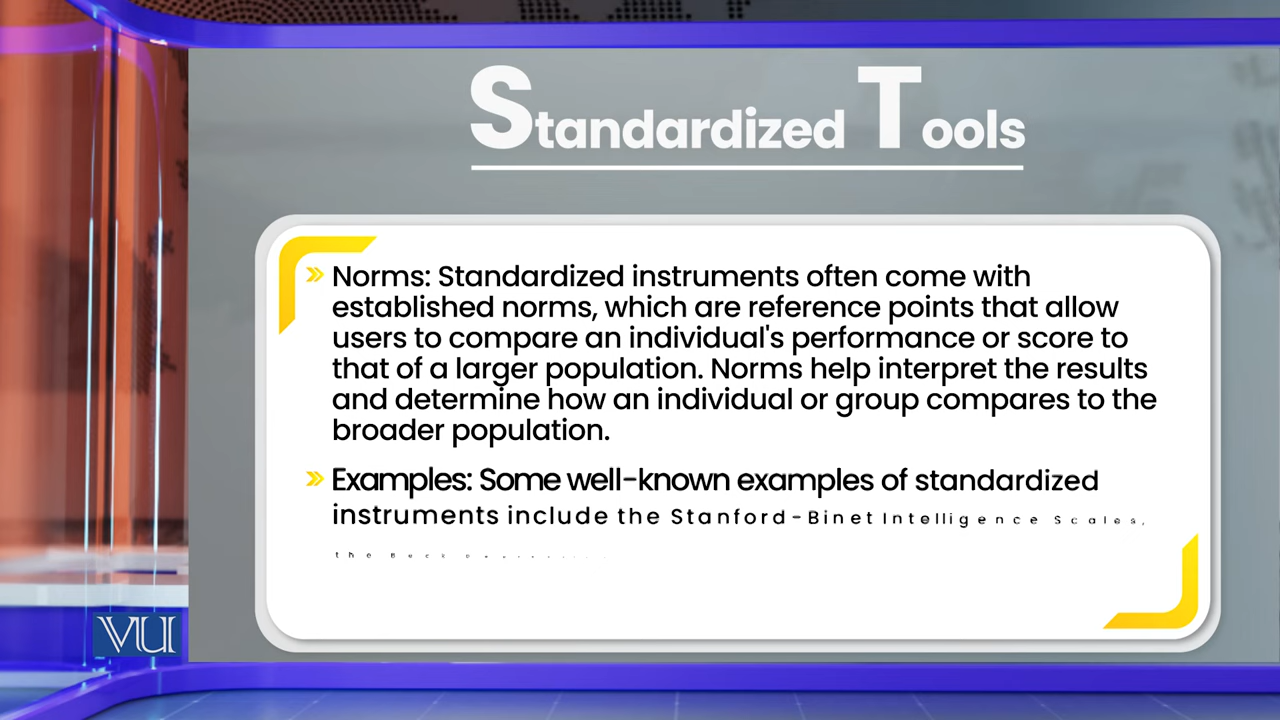 Standardized Tools
Norms: Standardized instruments often come with
established norms, which are reference points that allow
users to compare an individual's performance or score to
that of a larger population. Norms help interpret the results
and determine how an individual or group compares to the
broader population.
Examples: Some well-known examples of standardized
instruments include the Stanford-Binet Intelligence Scales,
the Beck
VU